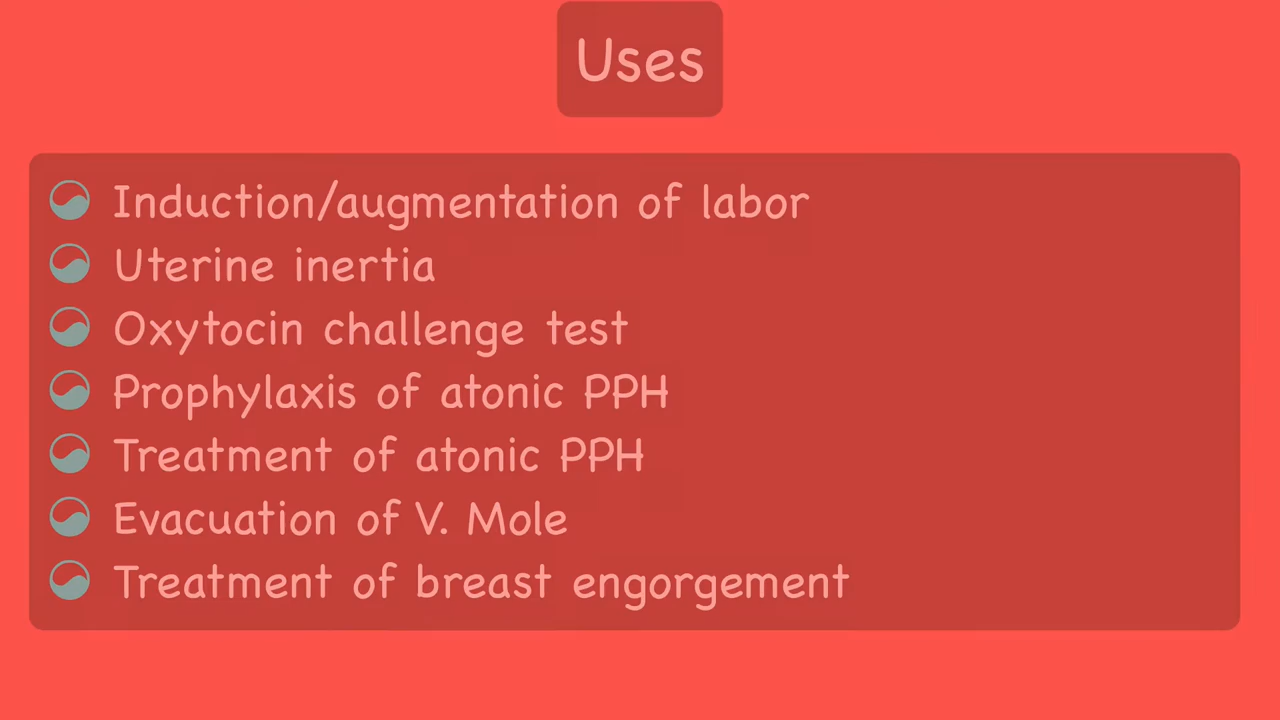 Uses
Induction/augmentation of labor
Uterine inertia
Oxytocin challenge test
Prophylaxis of atonic PPH
Treatment of atonic PPH
Evacuation of V. Mole
Treatment of breast engorgement